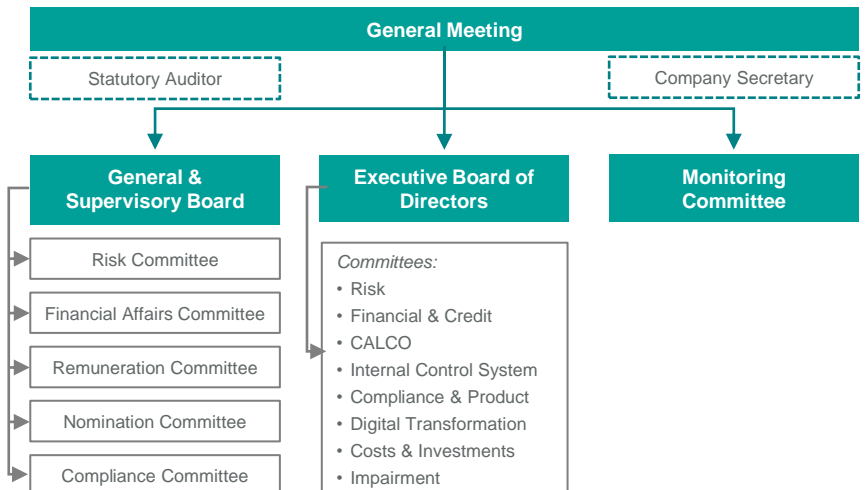 General Meeting
Statutory Auditor
Company Secretary
General &
Supervisory Board
Executive Board of
Directors
Monitoring
Committee
Risk Committee
Financial Affairs Committee
Remuneration Committee
Nomination Committee
Compliance Committee
Committees:
• Risk
• Financial & Credit
• CALCO
• Internal Control System
• Compliance & Product
• Digital Transformation
• Costs & Investments
• Impairment